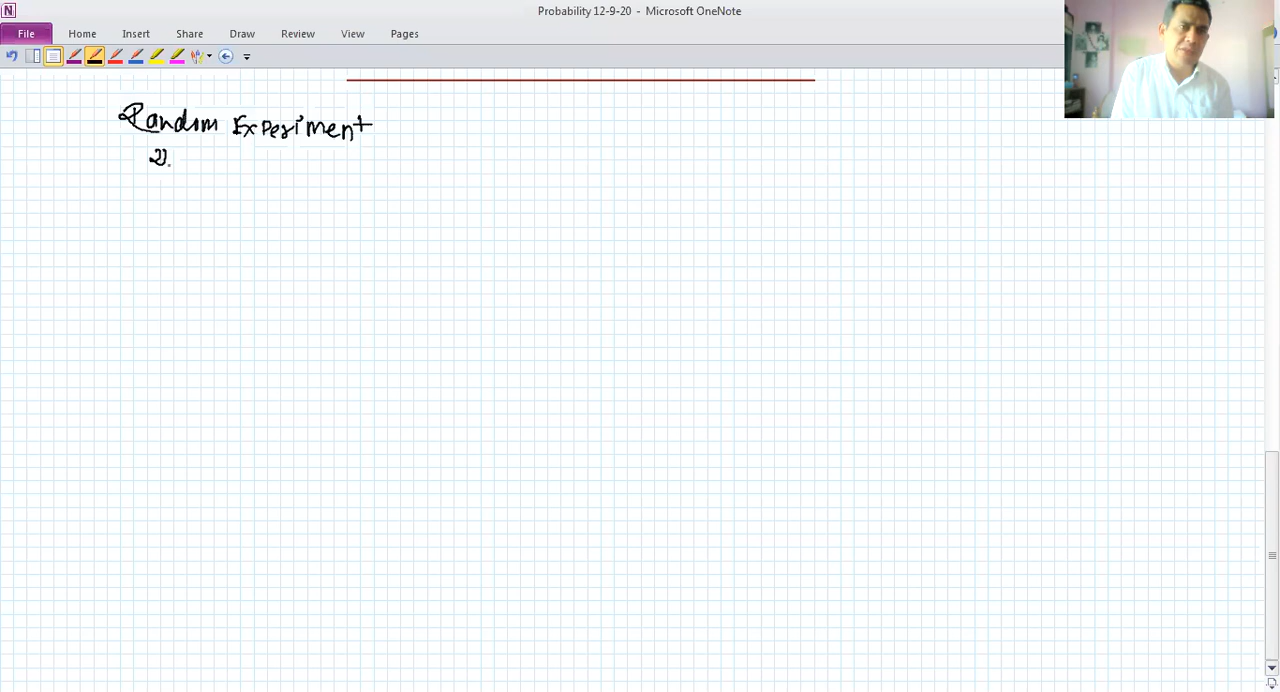 Probability 12-9-20 - Microsoft OneNote
File Home Insert Share Draw Review View Pages
Random Experiment